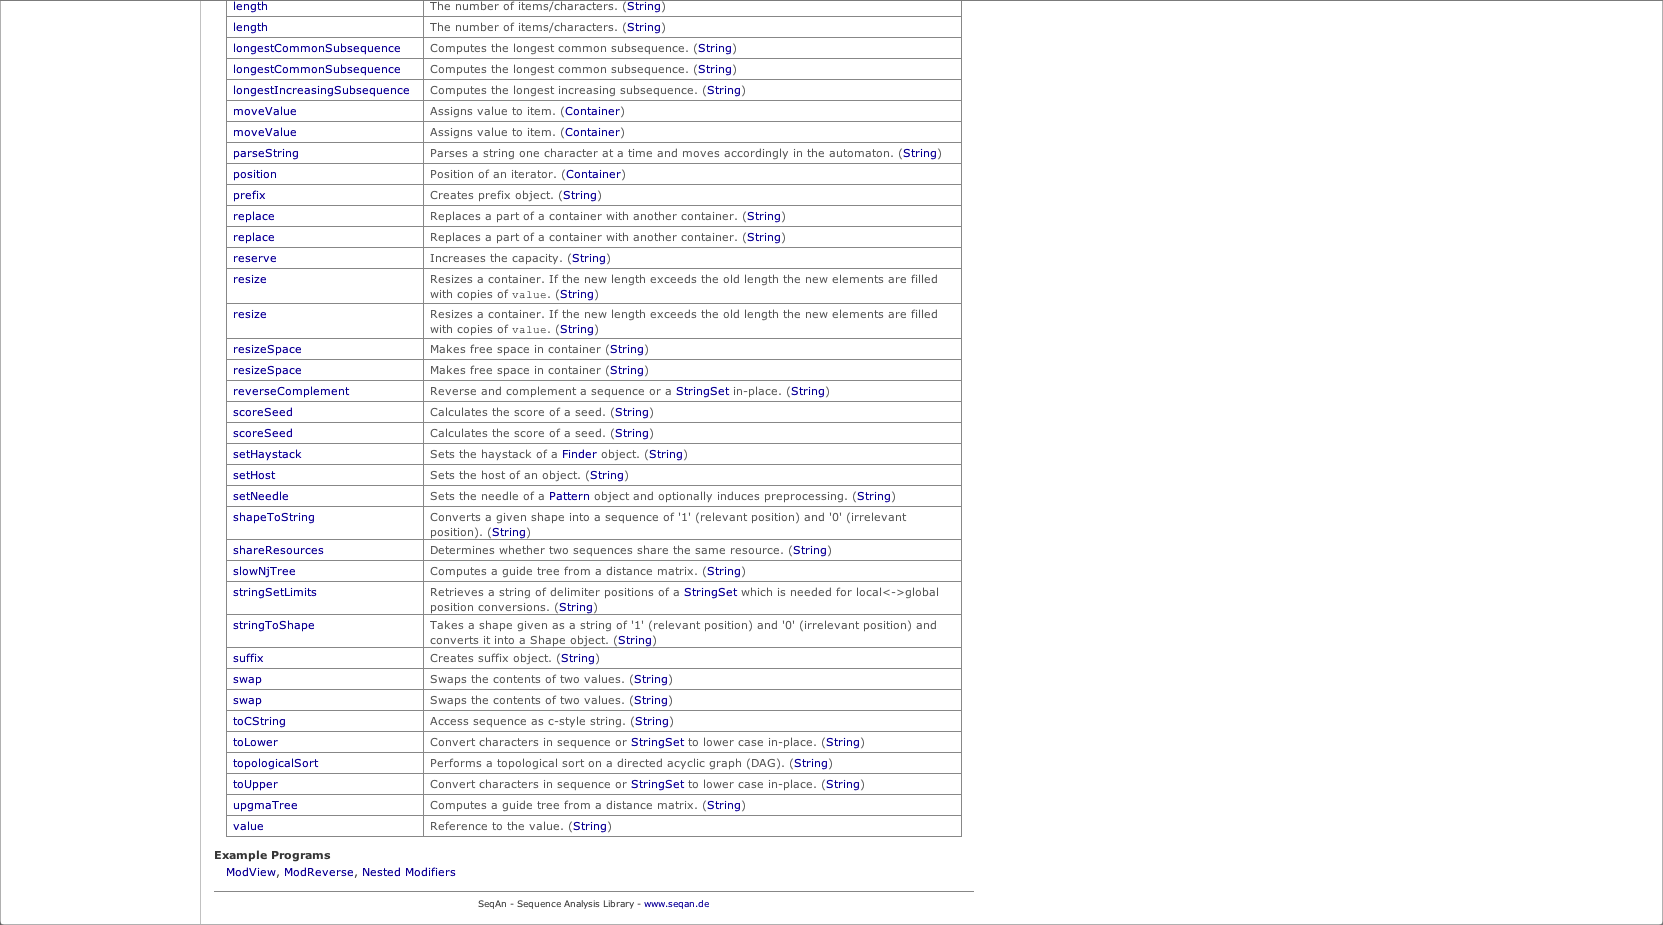 length The number of items/characters. (String)
length The number of items/characters. (String)
longestCommonSubsequence Computes the longest common subsequence. (String)
longestCommonSubsequence Computes the longest common subsequence. (String)
longestIncreasingSubsequence Computes the longest increasing subsequence. (String)
moveValue Assigns value to item. (Container)
moveValue Assigns value to item. (Container)
parseString Parses a string one character at a time and moves accordingly in the automaton. (String)
position Position of an iterator. (Container)
prefix Creates prefix object. (String)
replace Replaces a part of a container with another container. (String)
replace Replaces a part of a container with another container. (String)
reserve Increases the capacity. (String)
resize Resizes a container. If the new length exceeds the old length the new elements are filled
with copies of value. (String)
resize Resizes a container. If the new length exceeds the old length the new elements are filled
with copies of value. (String)
resizeSpace Makes free space in container (String)
resizeSpace Makes free space in container (String)
reverseComplement Reverse and complement a sequence or a StringSet in-place. (String)
scoreSeed Calculates the score of a seed. (String)
scoreSeed Calculates the score of a seed. (String)
setHaystack Sets the haystack of a Finder object. (String)
setHost Sets the host of an object. (String)
setNeedle Sets the needle of a Pattern object and optionally induces preprocessing. (String)
shapeToString Converts a given shape into a sequence of '1' (relevant position) and '0' (irrelevant
position). (String)
shareResources Determines whether two sequences share the same resource. (String)
slowNjTree Computes a guide tree from a distance matrix. (String)
stringSetLimits Retrieves a string of delimiter positions of a StringSet which is needed for local<->global
position conversions. (String)
stringToShape Takes a shape given as a string of '1' (relevant position) and '0' (irrelevant position) and
converts it into a Shape object. (String)
suffix Creates suffix object. (String)
swap Swaps the contents of two values. (String)
swap Swaps the contents of two values. (String)
toCString Access sequence as c-style string. (String)
toLower Convert characters in sequence or StringSet to lower case in-place. (String)
topologicalSort Performs a topological sort on a directed acyclic graph (DAG). (String)
toUpper Convert characters in sequence or StringSet to lower case in-place. (String)
upgmaTree Computes a guide tree from a distance matrix. (String)
value Reference to the value. (String)
Example Programs
ModView, ModReverse, Nested Modifiers
SeqAn - Sequence Analysis Library - www.seqan.de